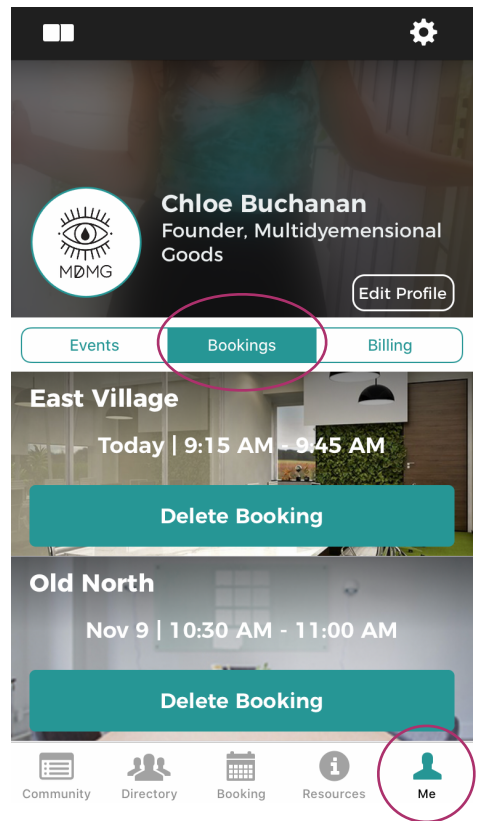 Chloe Buchanan
Founder, Multidyemensional
Goods
MDMG
Edit Profile
Events
Bookings
Billing
East Village
Today | 9:15 AM - 9:45 AM
Delete Booking
Old North
Nov 9 | 10:30 AM - 11:00 AM
Delete Booking
Community
Directory
Booking
Resources
Me